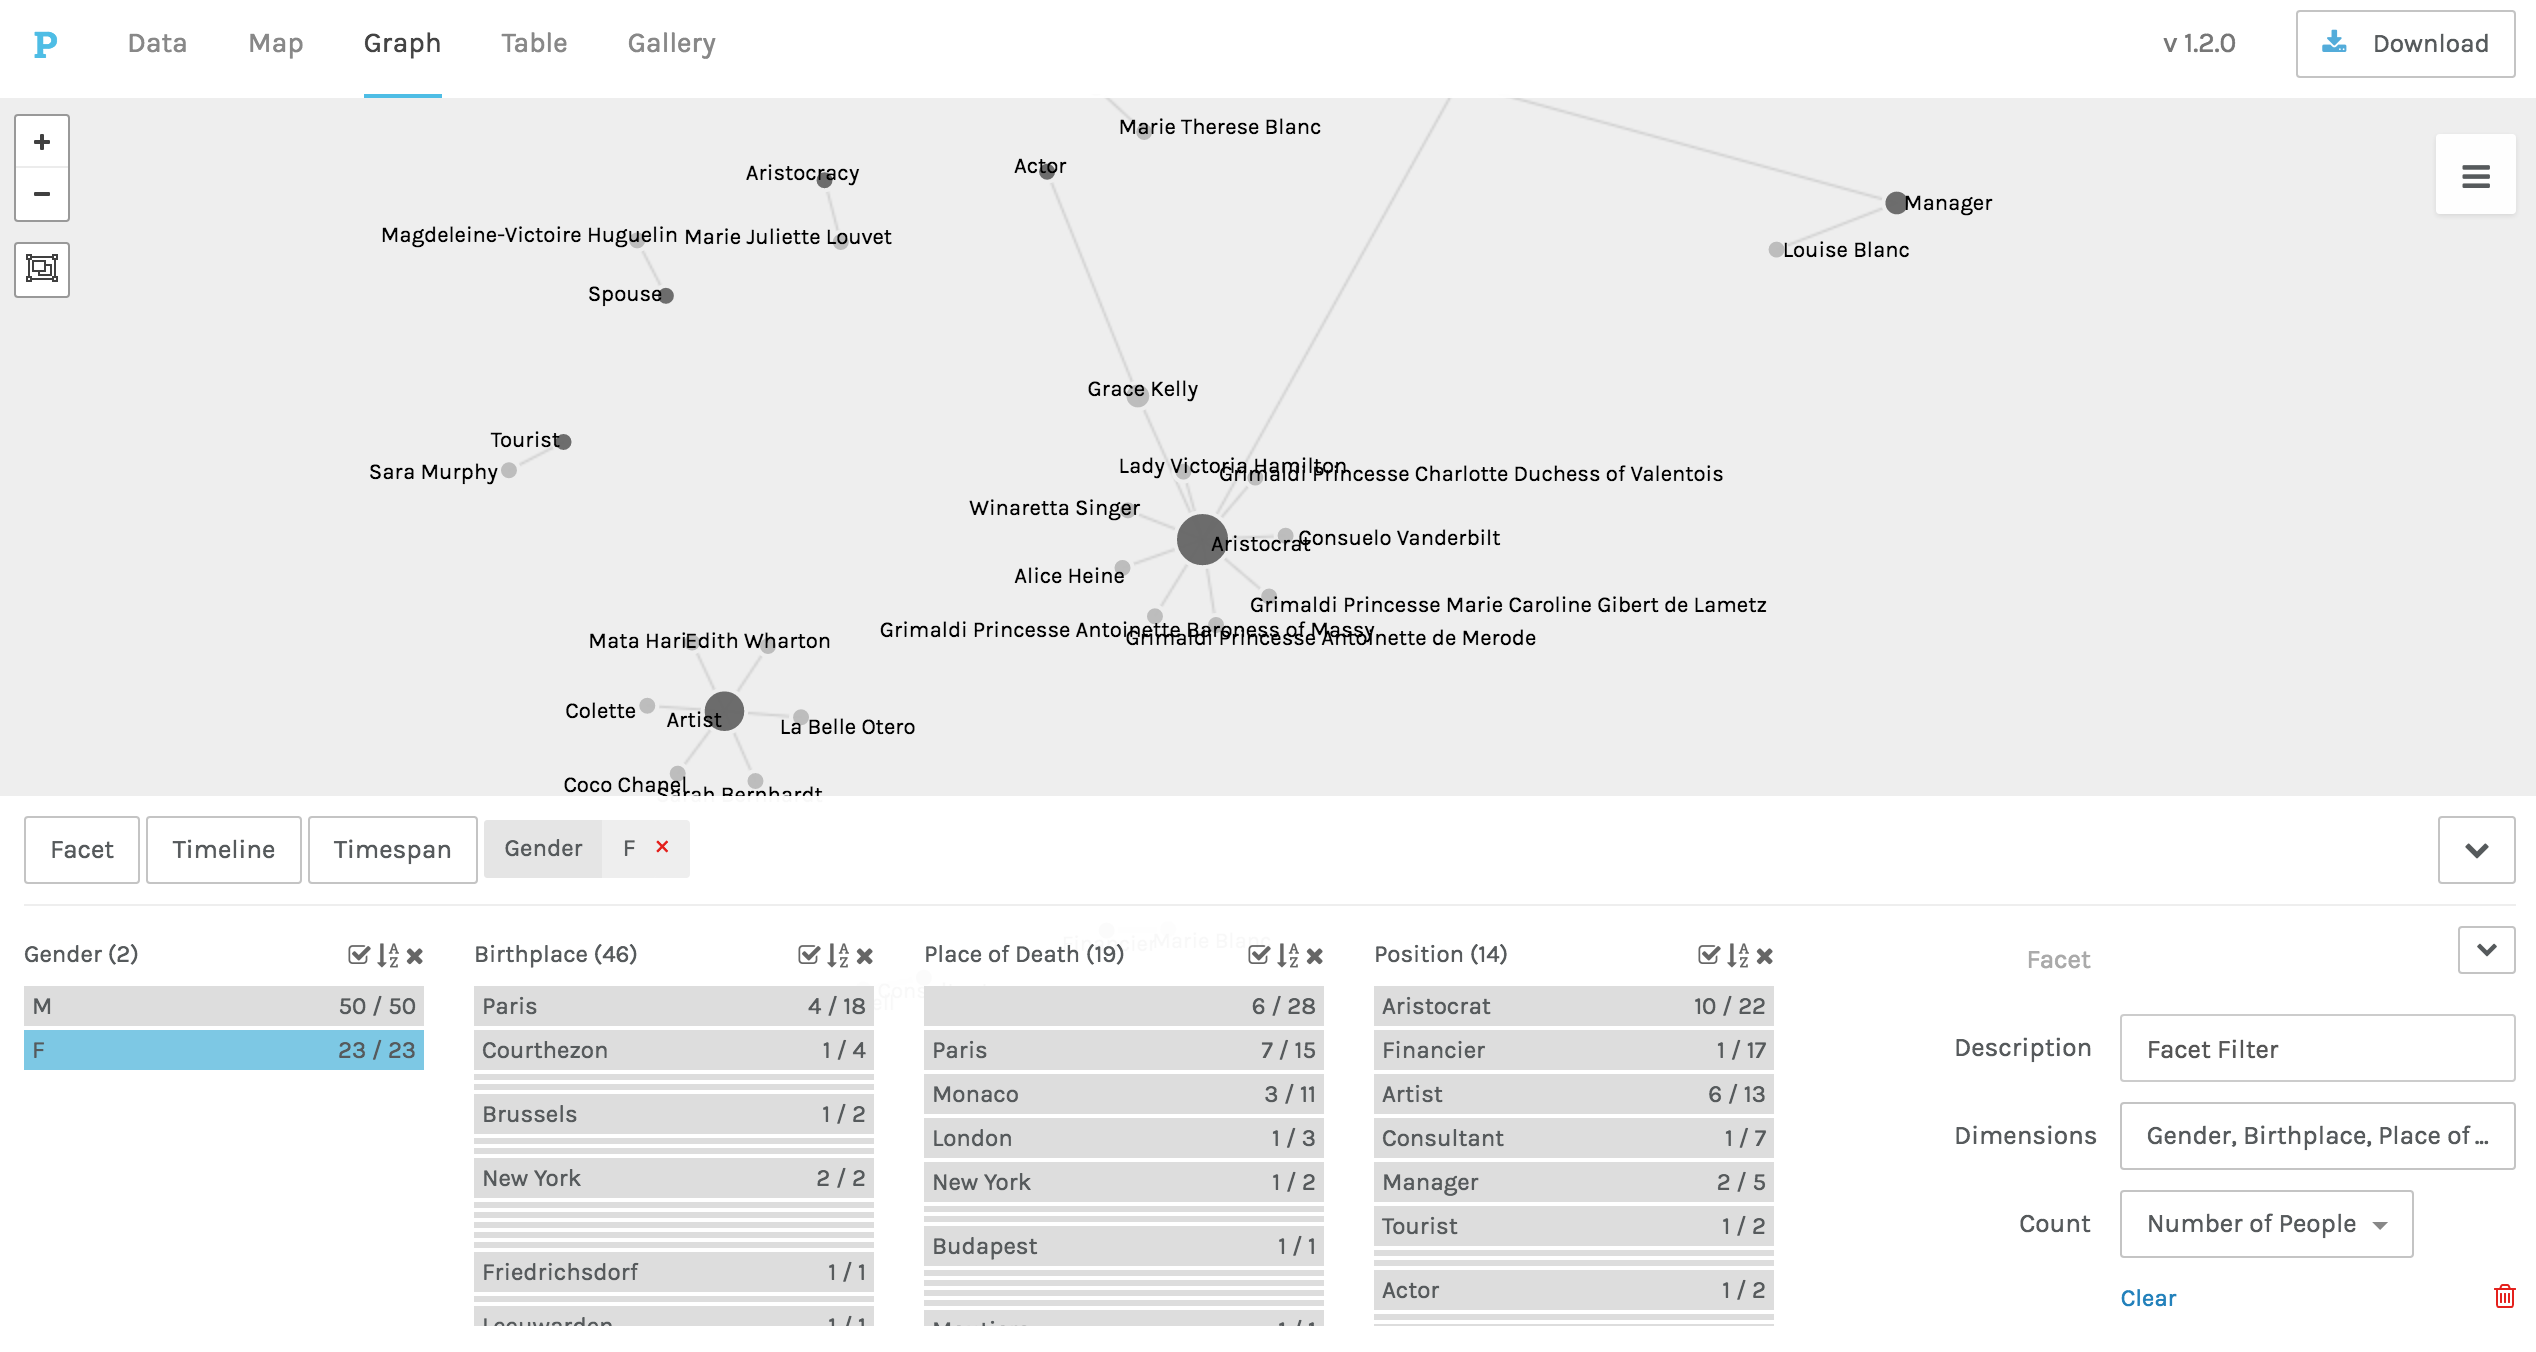 P Data Map Graph Table Gallery v 1.2.0 Download
Marie Therese Blanc
Actor
Aristocracy
Manager
Magdeleine-Victoire Huguelin Marie Juliette Louvet
Louise Blanc
Spouse
Grace Kelly
Tourist
Sara Murphy
Lady Victoria Hamilton
Grimaldi Princesse Charlotte Duchess of Valentois
Winaretta Singer
Aristocrat
Consuelo Vanderbilt
Alice Heine
Grimaldi Princesse Marie Caroline Gibert de Lametz
Grimaldi Princesse Antoinette Baroness of Massy
Grimaldi Princesse Antoinette de Merode
Mata Hari Edith Wharton
Colette
Artist
La Belle Otero
Coco Chanel
Sarah Bernhardt
Facet Timeline Timespan Gender F ×
Gender (2)
M 50 / 50
F 23 / 23
Birthplace (46)
Paris 4 / 18
Courthezon 1 / 4
Brussels 1 / 2
New York 2 / 2
Friedrichsdorf 1 / 1
Leeuwarden 1 / 1
Place of Death (19)
6 / 28
Paris 7 / 15
Monaco 3 / 11
London 1 / 3
New York 1 / 2
Budapest 1 / 1
1 / 1
Position (14)
Aristocrat 10 / 22
Financier 1 / 17
Artist 6 / 13
Consultant 1 / 7
Manager 2 / 5
Tourist 1 / 2
Actor 1 / 2
Facet
Description Facet Filter
Dimensions Gender, Birthplace, Place of ...
Count Number of People
Clear